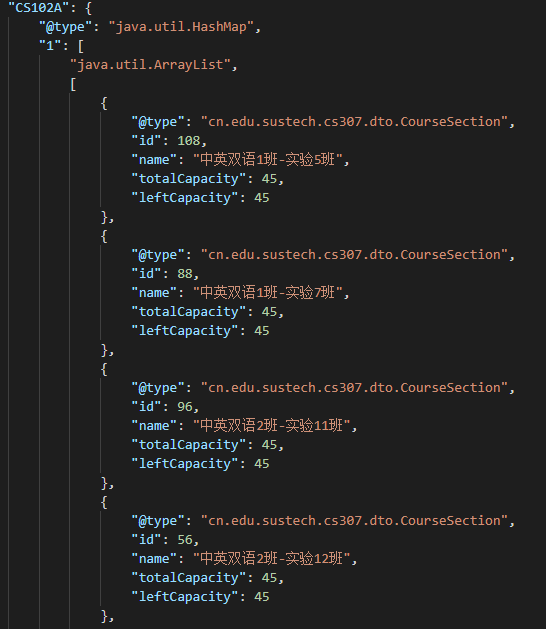 "CS102A": {
"@type": "java.util.HashMap",
"1": [
"java.util.ArrayList",
[
{
"@type": "cn.edu.sustech.cs307.dto.CourseSection",
"id": 108,
"name": "中英双语1班-实验5班",
"totalCapacity": 45,
"leftCapacity": 45
},
{
"@type": "cn.edu.sustech.cs307.dto.CourseSection",
"id": 88,
"name": "中英双语1班-实验7班",
"totalCapacity": 45,
"leftCapacity": 45
},
{
"@type": "cn.edu.sustech.cs307.dto.CourseSection",
"id": 96,
"name": "中英双语2班-实验11班",
"totalCapacity": 45,
"leftCapacity": 45
},
{
"@type": "cn.edu.sustech.cs307.dto.CourseSection",
"id": 56,
"name": "中英双语2班-实验12班",
"totalCapacity": 45,
"leftCapacity": 45
},